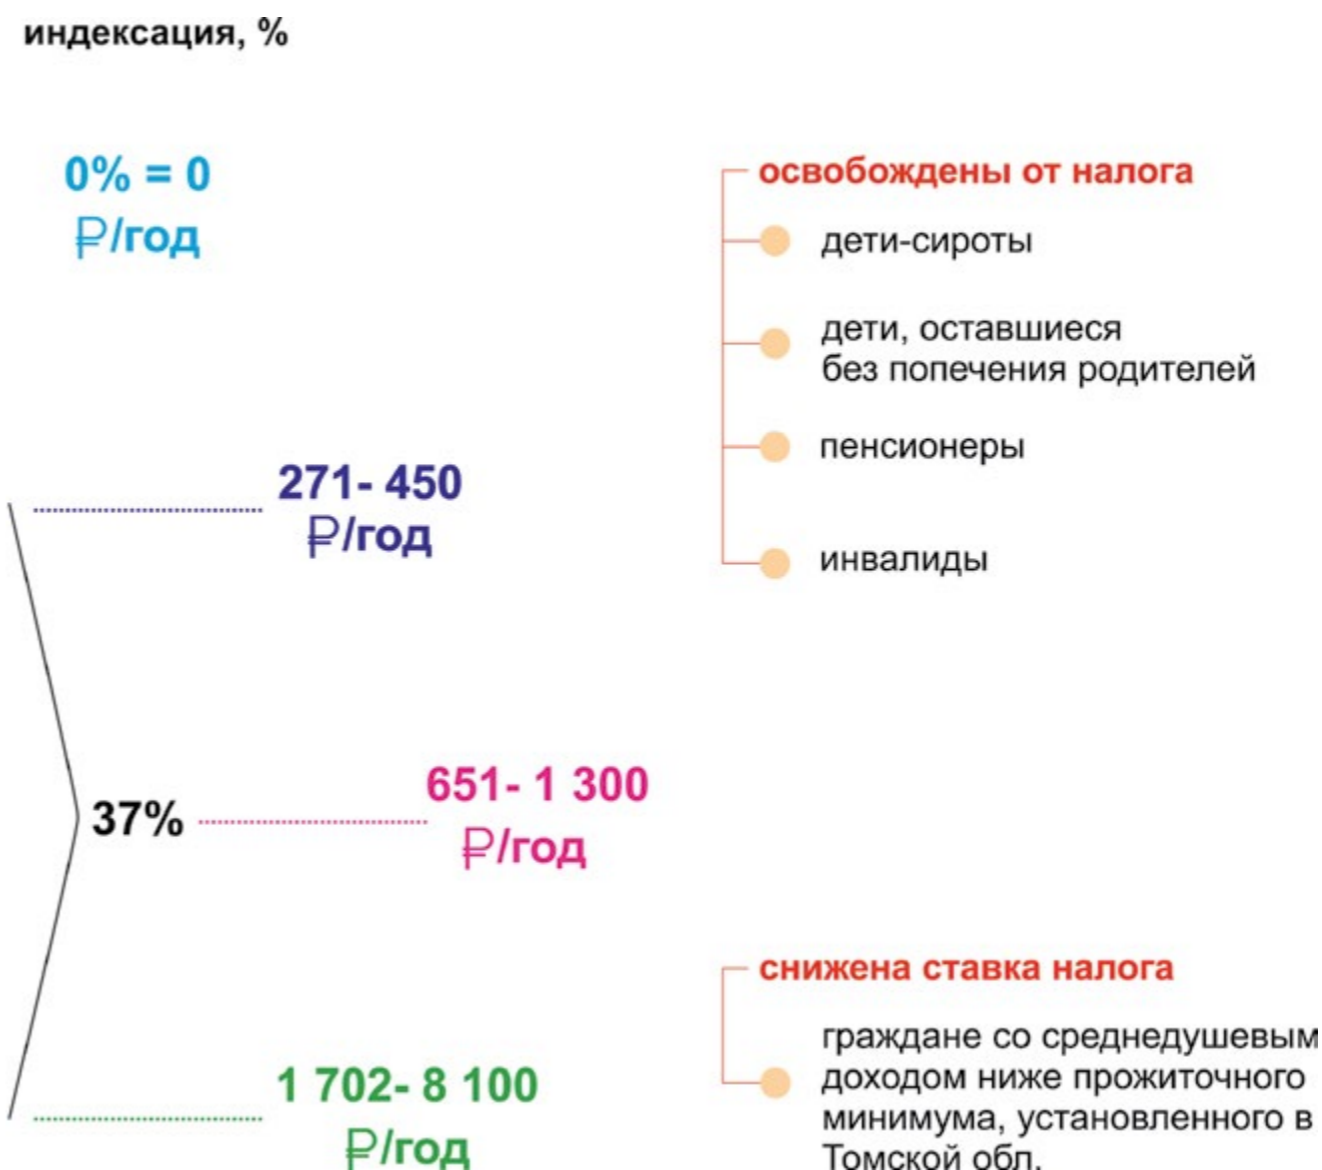 индексация, %
0% = 0
₽/год
освобождены от налога
дети-сироты
дети, оставшиеся
без попечения родителей
пенсионеры
271- 450
₽/год
инвалиды
651- 1 300
37%
₽/год
снижена ставка налога
граждане со среднедушевым
доходом ниже прожиточного
минимума, установленного в
Томской обл.
1 702- 8 100
₽/год